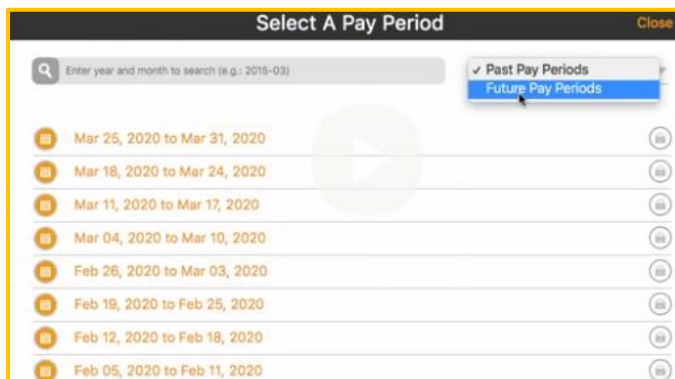 Select A Pay Period
Close
Enter year and month to search (e.g.: 2015-03)
✓ Past Pay Periods
Future Pay Periods
Mar 25, 2020 to Mar 31, 2020
Mar 18, 2020 to Mar 24, 2020
Mar 11, 2020 to Mar 17, 2020
Mar 04, 2020 to Mar 10, 2020
Feb 26, 2020 to Mar 03, 2020
Feb 19, 2020 to Feb 25, 2020
Feb 12, 2020 to Feb 18, 2020
Feb 05, 2020 to Feb 11, 2020